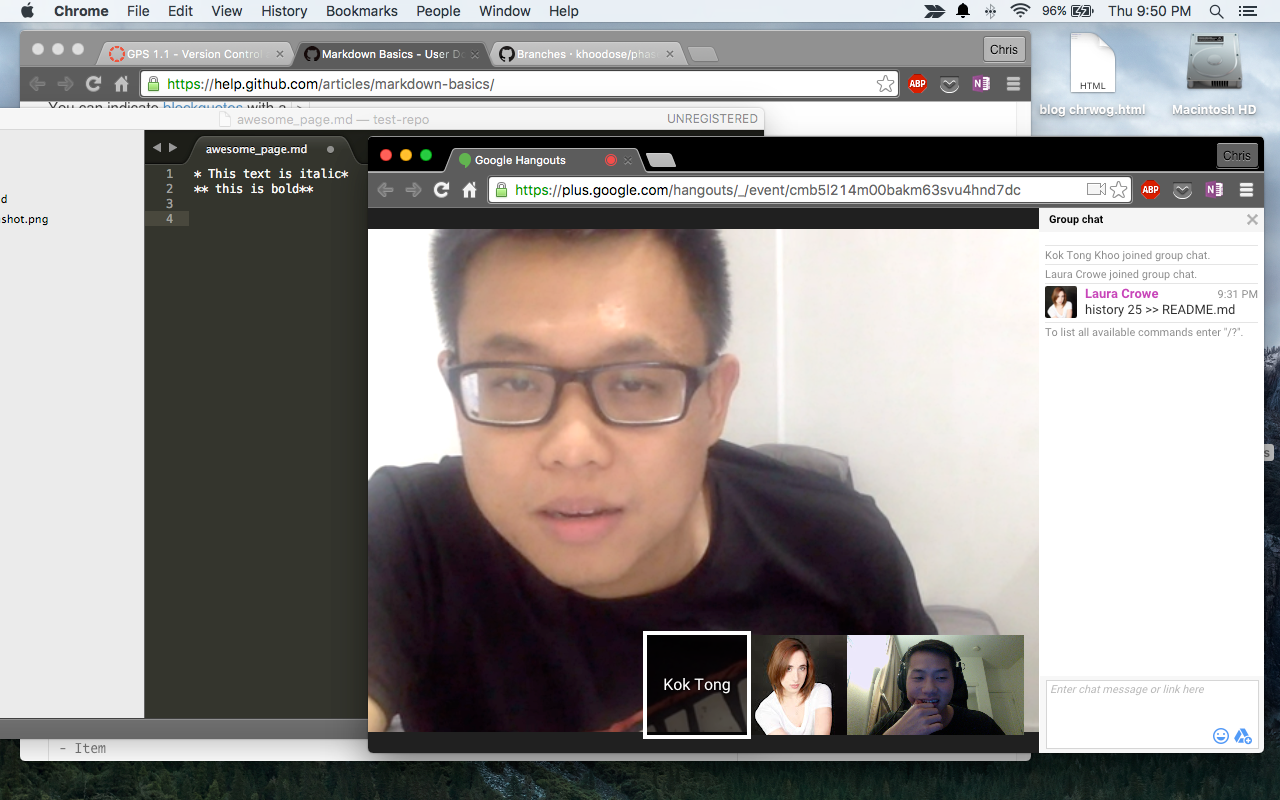 Chrome File Edit View History Bookmarks People Window Help 96% Thu 9:50 PM
GPS 1.1 - Version Control Markdown Basics - User Do Branches · khoodose/phas Chris
https://help.github.com/articles/markdown-basics/ ABP N
HTML
blog chrwog.html Macintosh HD
You can indicate blockquotes with a >
awesome_page.md — test-repo UNREGISTERED
awesome_page.md
1 * This text is italic*
2 ** this is bold**
3
4
d
shot.png
Google Hangouts Chris
https://plus.google.com/hangouts/_/event/cmb5l214m00bakm63svu4hnd7dc ABP N
Group chat
Kok Tong Khoo joined group chat.
Laura Crowe joined group chat.
Laura Crowe 9:31 PM
history 25 >> README.md
To list all available commands enter "/?".
s
Kok Tong
Enter chat message or link here
- Item